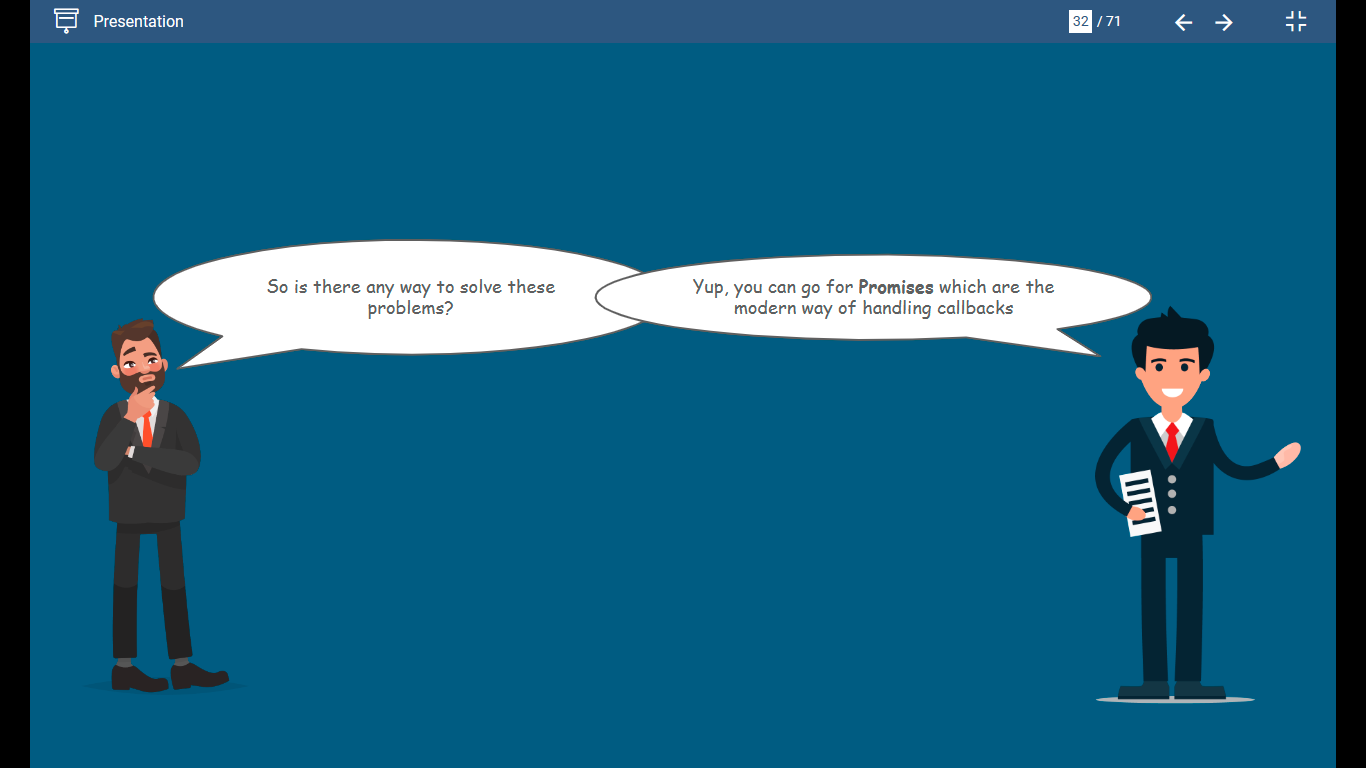 Presentation
32 / 71
So is there any way to solve these
problems?
Yup, you can go for Promises which are the
modern way of handling callbacks